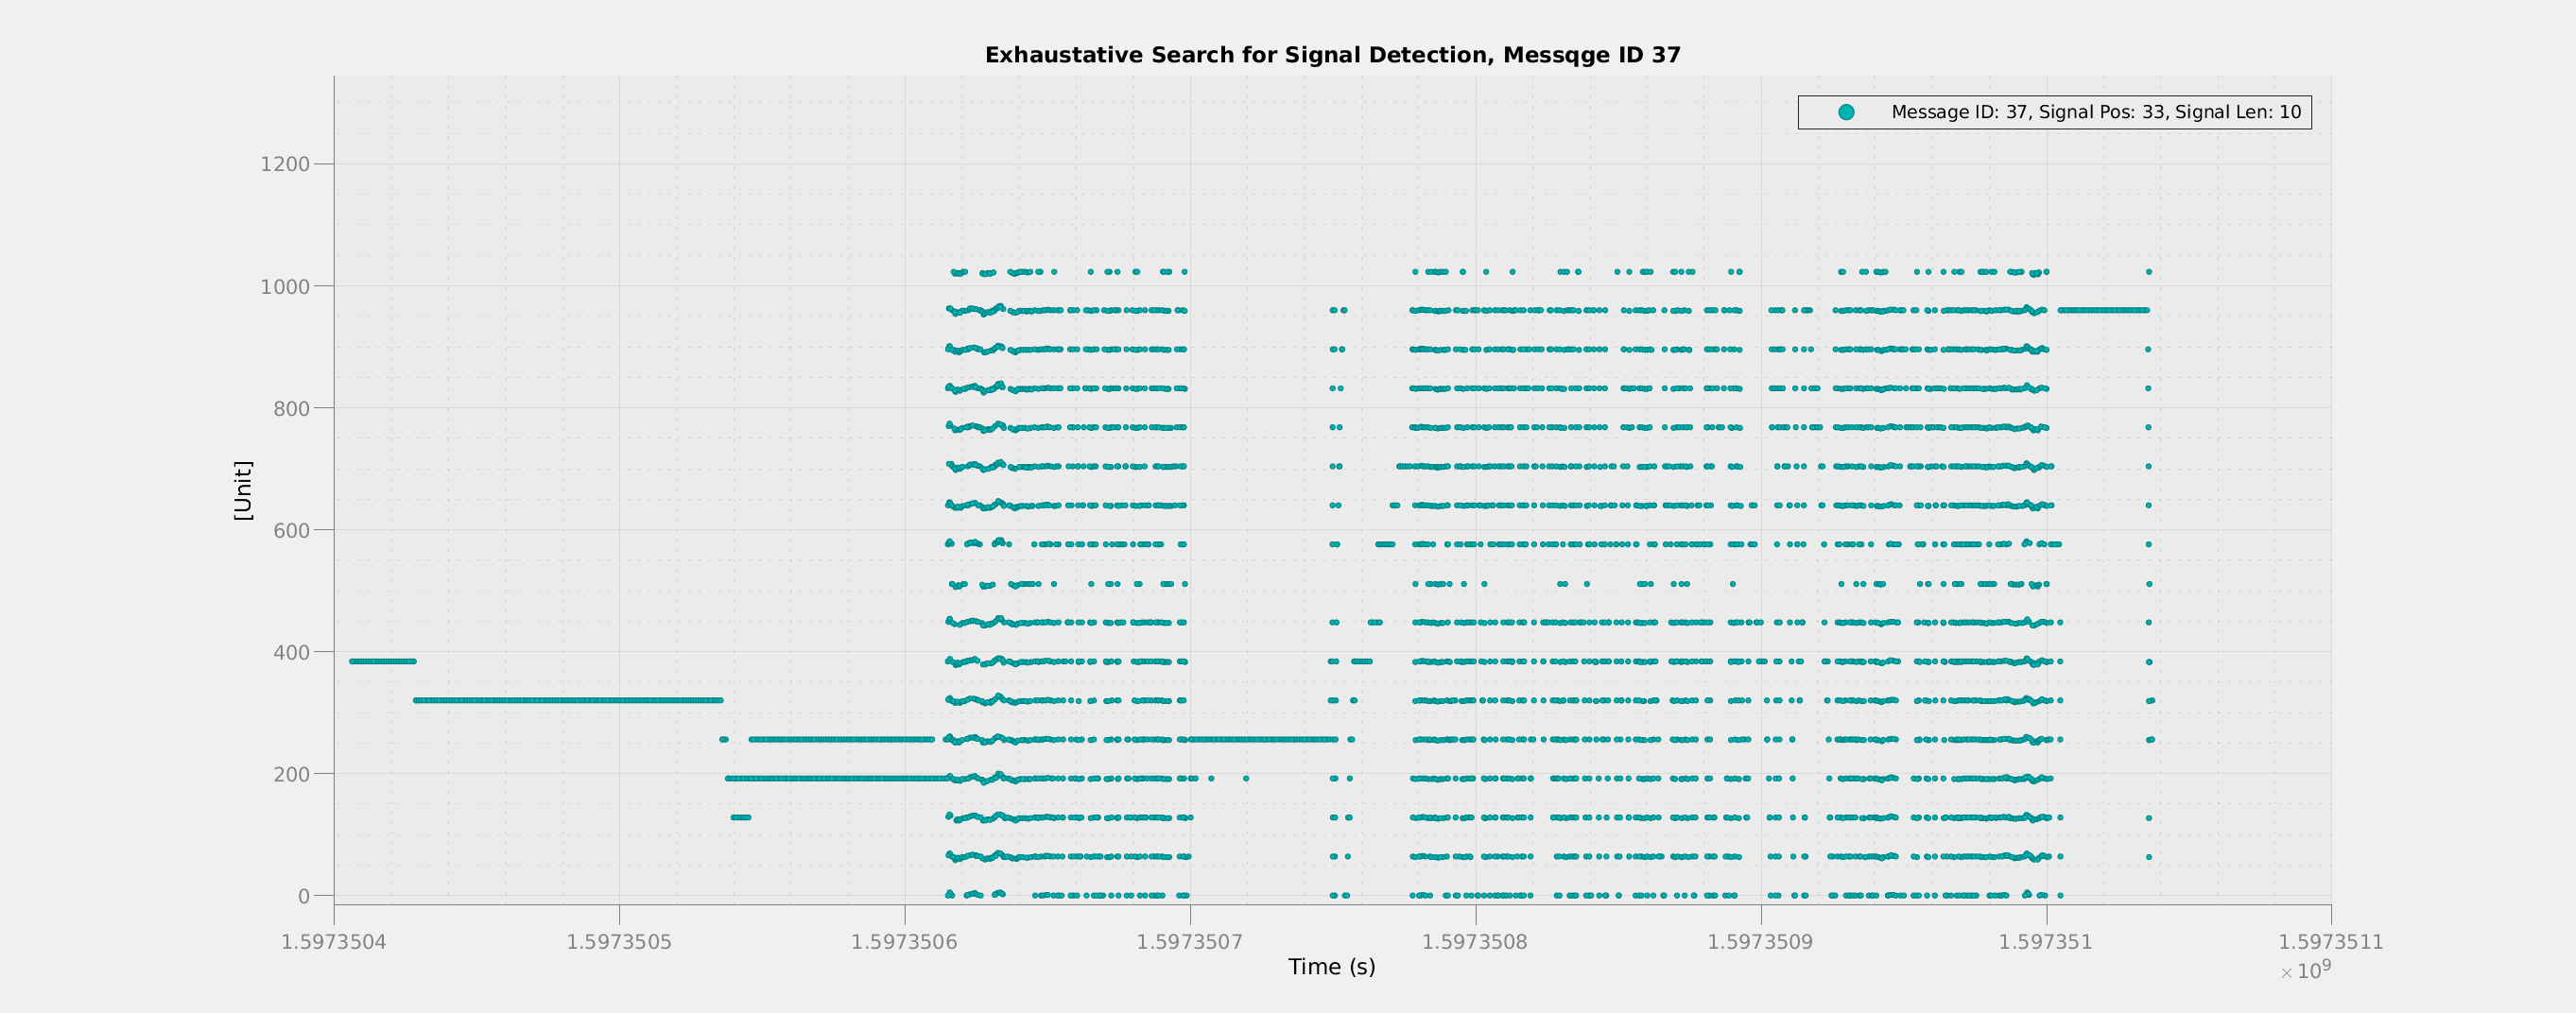 Exhaustative Search for Signal Detection, Messqge ID 37
Message ID: 37, Signal Pos: 33, Signal Len: 10
[Unit]
1200
1000
800
600
400
200
0
1.5973504 1.5973505 1.5973506 1.5973507 1.5973508 1.5973509 1.597351 1.5973511
Time (s)
×10⁹